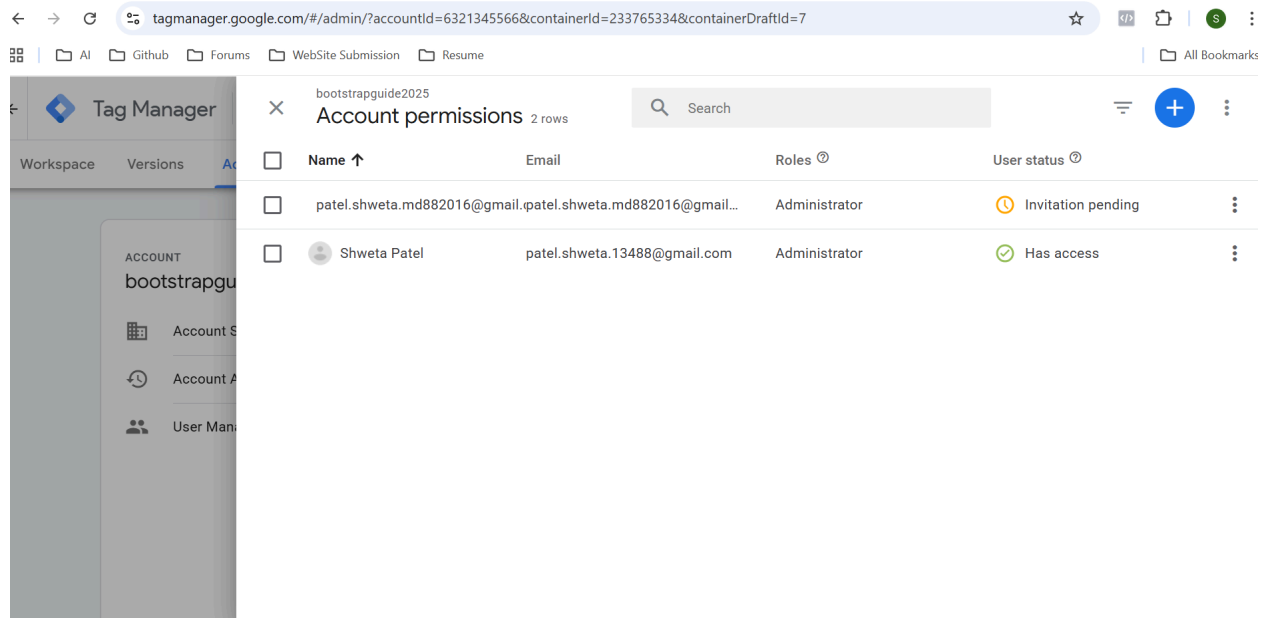 tagmanager.google.com/#/admin/?accountId=6321345566&containerId=233765334&containerDraftId=7
S
AI Github Forums WebSite Submission Resume All Bookmarks
Tag Manager
bootstrapguide2025
Account permissions 2 rows
Search
Workspace Versions Ad
Name Email Roles User status
patel.shweta.md882016@gmail. patel.shweta.md882016@gmail... Administrator Invitation pending
Shweta Patel patel.shweta.13488@gmail.com Administrator Has access
ACCOUNT
bootstrapgu
Account S
Account A
User Mana